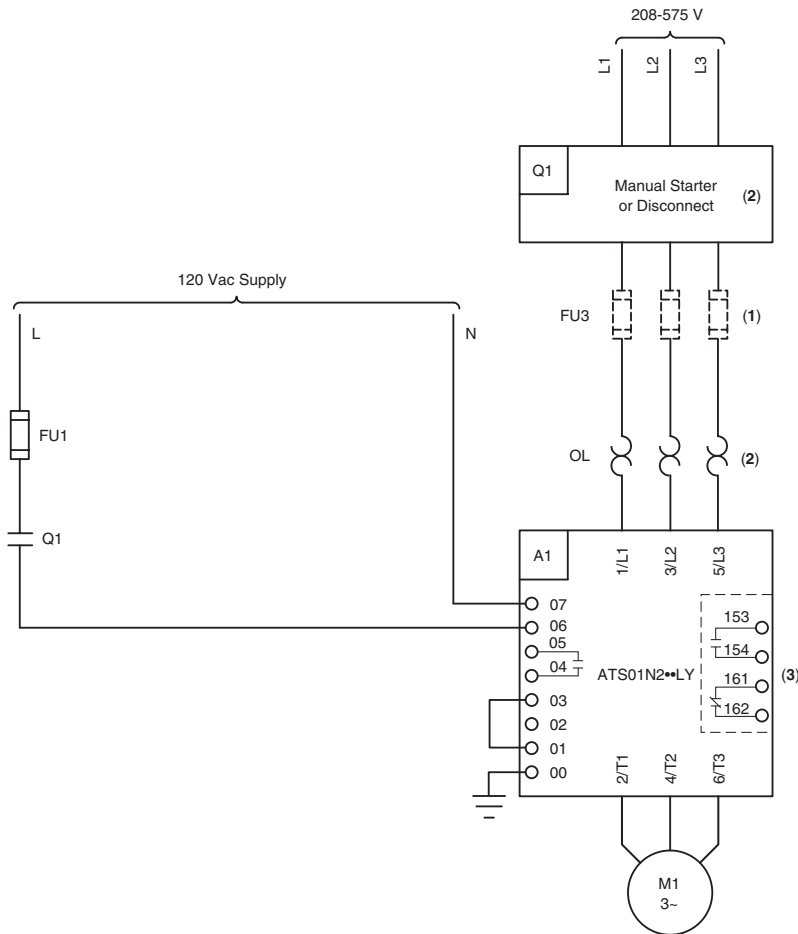 208-575 V
L1
L2
L3
Q1
Manual Starter
or Disconnect
(2)
120 Vac Supply
L
N
FU3
(1)
FU1
OL
(2)
Q1
A1
1/L1
3/L2
5/L3
07
06
05
04
03
02
01
00
ATS01N2••LY
153
154
161
162
(3)
2/T1
4/T2
6/T3
M1
3~